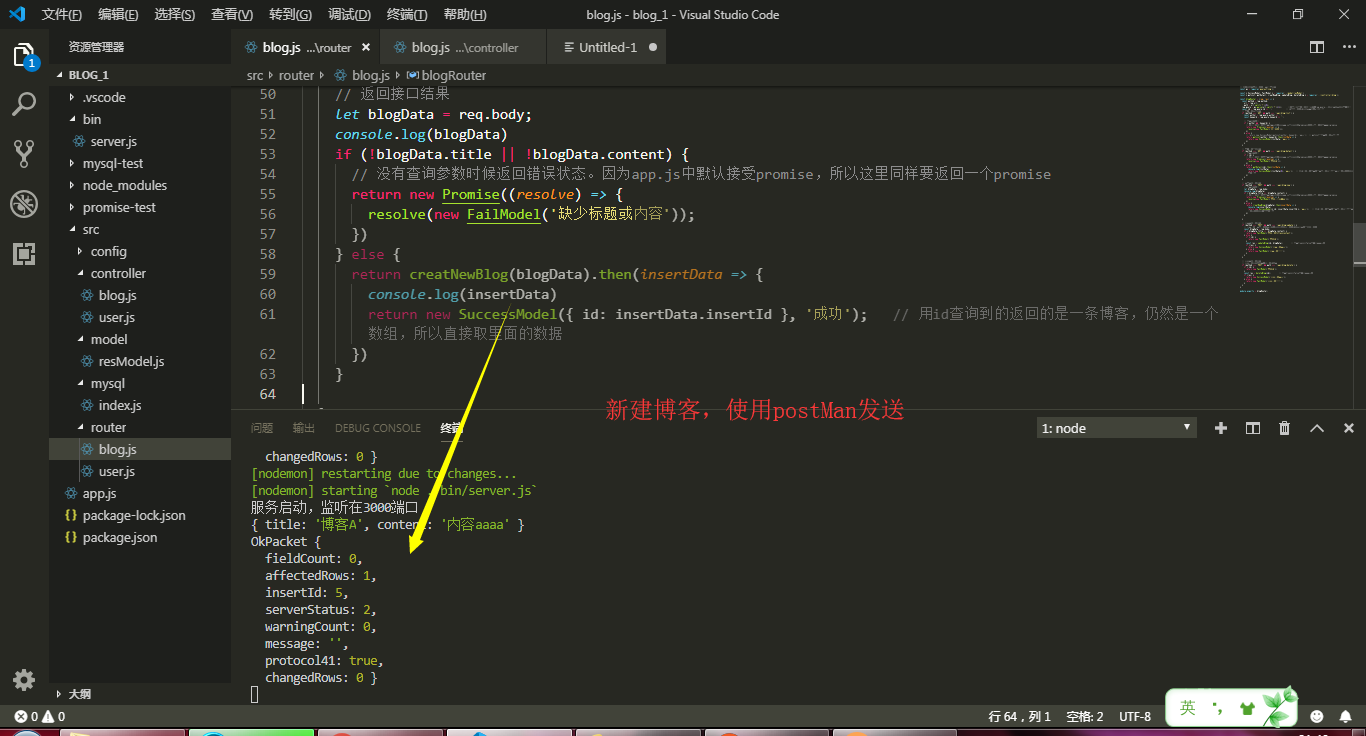 文件(F) 编辑(E) 选择(S) 查看(V) 转到(G) 调试(D) 终端(T) 帮助(H) blog.js - blog_1 - Visual Studio Code
资源管理器
BLOG_1
.vscode
bin
server.js
mysql-test
node_modules
promise-test
src
config
controller
blog.js
user.js
model
resModel.js
mysql
index.js
router
blog.js
user.js
app.js
{} package-lock.json
{} package.json
大纲
1
blog.js ...\router × blog.js ...\controller Untitled-1 ●
src router blog.js blogRouter
50 // 返回接口结果
51 let blogData = req.body;
52 console.log(blogData)
53 if (!blogData.title || !blogData.content) {
54 // 没有查询参数时候返回错误状态。因为app.js中默认接受promise，所以这里同样要返回一个promise
55 return new Promise((resolve) => {
56 resolve(new FailModel('缺少标题或内容'));
57 })
58 } else {
59 return creatNewBlog(blogData).then(insertData => {
60 console.log(insertData)
61 return new SuccessModel({ id: insertData.insertId }, '成功'); // 用id查询到的返回的是一条博客，仍然是一个
数组，所以直接取里面的数据
62 })
63 }
64
新建博客，使用postMan发送
问题 输出 DEBUG CONSOLE 终端 1: node
changedRows: 0 }
[nodemon] restarting due to changes...
[nodemon] starting `node ./bin/server.js`
服务启动，监听在3000端口
{ title: '博客A', content: '内容aaaa' }
OkPacket {
fieldCount: 0,
affectedRows: 1,
insertId: 5,
serverStatus: 2,
warningCount: 0,
message: '',
protocol41: true,
changedRows: 0 }
0 0 行 64，列 1 空格: 2 UTF-8
英